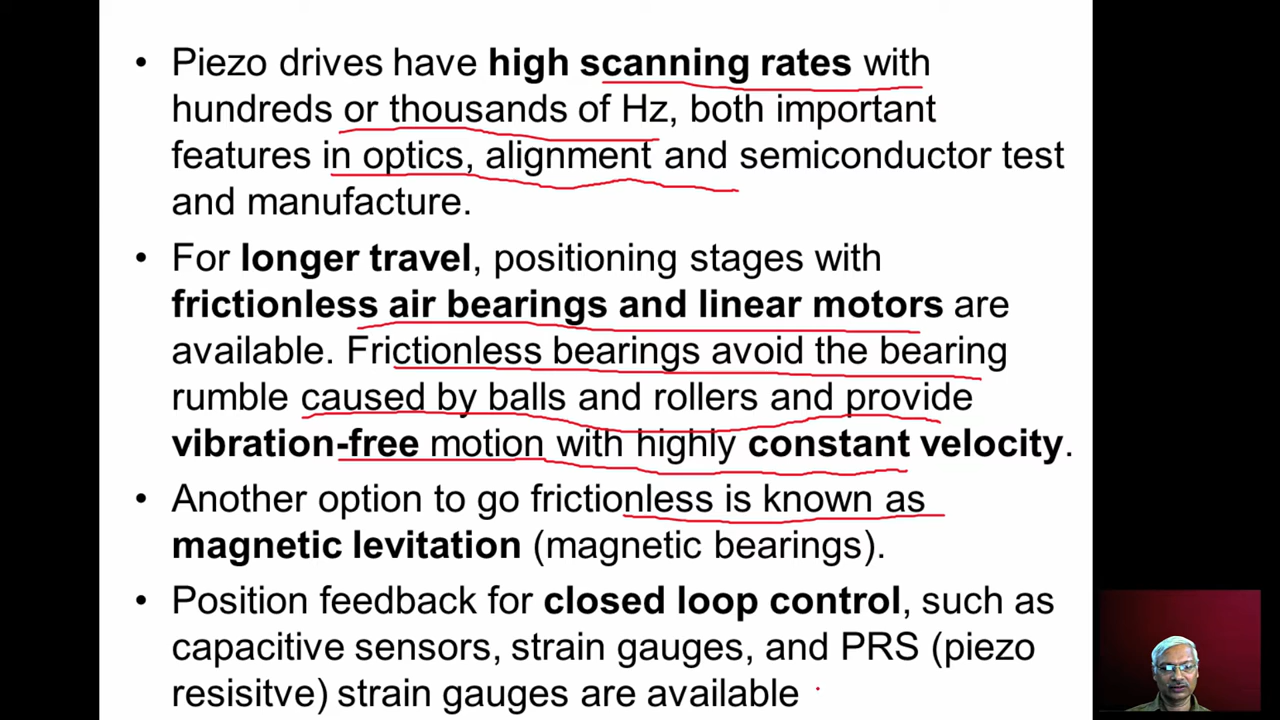 • Piezo drives have high scanning rates with
hundreds or thousands of Hz, both important
features in optics, alignment and semiconductor test
and manufacture.
• For longer travel, positioning stages with
frictionless air bearings and linear motors are
available. Frictionless bearings avoid the bearing
rumble caused by balls and rollers and provide
vibration-free motion with highly constant velocity.
• Another option to go frictionless is known as
magnetic levitation (magnetic bearings).
• Position feedback for closed loop control, such as
capacitive sensors, strain gauges, and PRS (piezo
resisitve) strain gauges are available